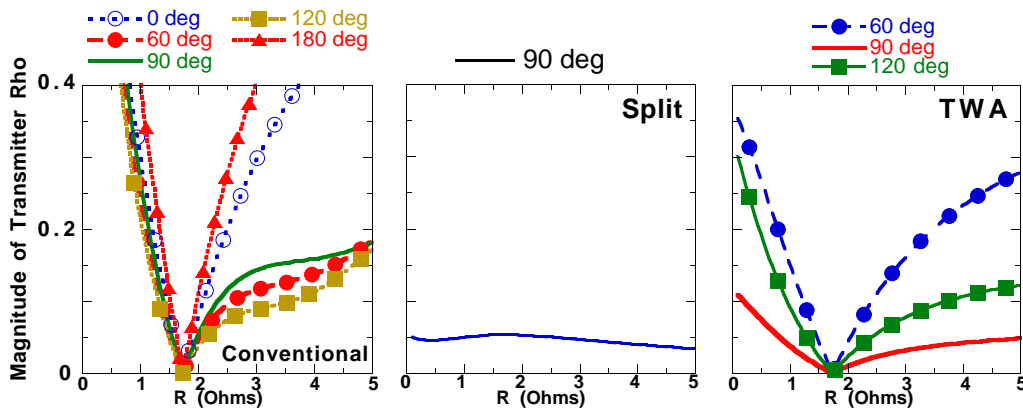 0 deg
120 deg
60 deg
180 deg
90 deg
90 deg
60 deg
90 deg
120 deg
Magnitude of Transmitter Rho
0.4
0.2
0
Conventional
0 1 2 3 4 5
R (Ohms)
Split
0 1 2 3 4 5
R (Ohms)
TWA
0 1 2 3 4 5
R (Ohms)